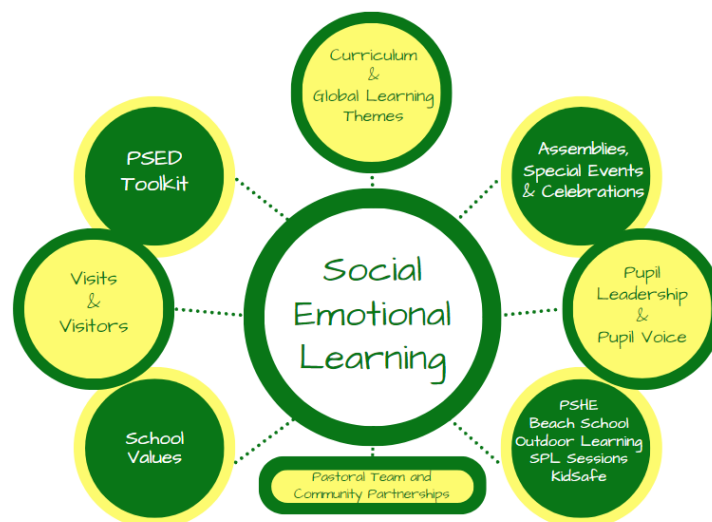 Curriculum
&
Global Learning
Themes
PSED
Toolkit
Assemblies,
Special Events
& Celebrations
Visits
&
Visitors
Social
Emotional
Learning
Pupil
Leadership
&
Pupil Voice
School
Values
PSHE
Beach School
Outdoor Learning
SPL Sessions
KidSafe
Pastoral Team and
Community Partnerships